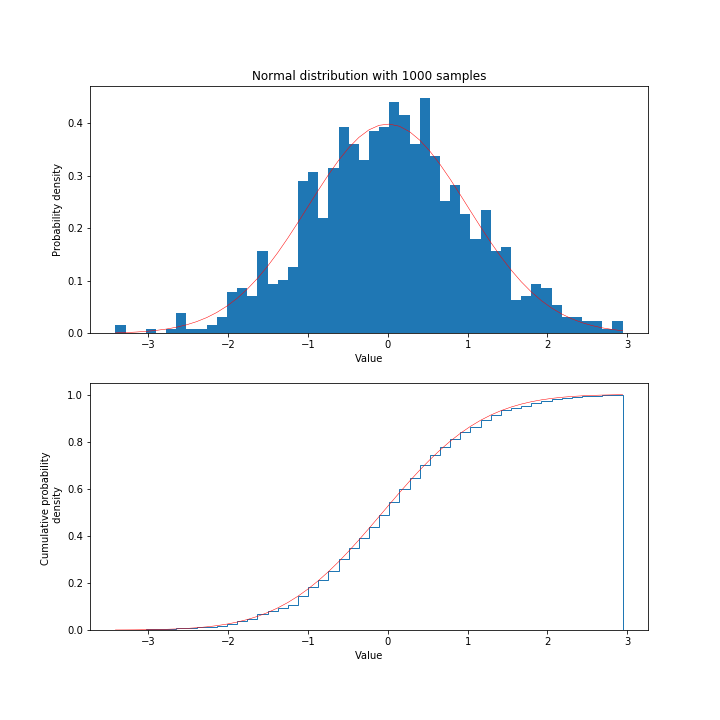 Normal distribution with 1000 samples
Probability density
0.4
0.3
0.2
0.1
0.0
−3 −2 −1 0 1 2 3
Value
Cumulative probability
density
1.0
0.8
0.6
0.4
0.2
0.0
−3 −2 −1 0 1 2 3
Value